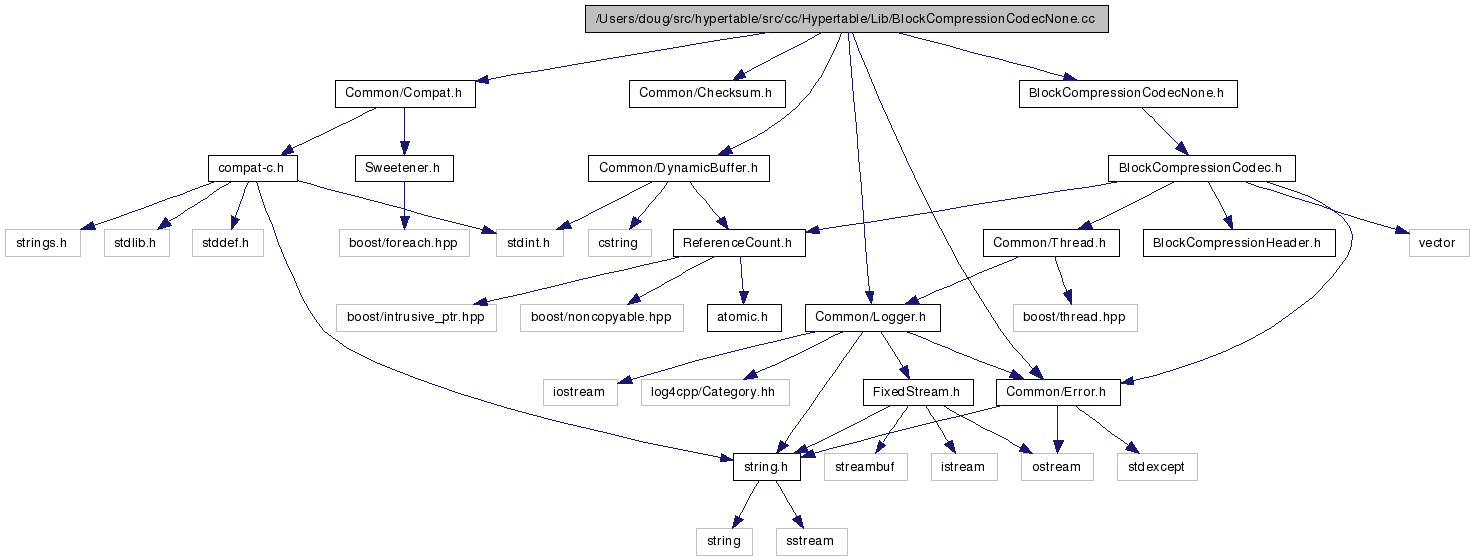 /Users/doug/src/hypertable/src/cc/Hypertable/Lib/BlockCompressionCodecNone.cc
Common/Compat.h
Common/Checksum.h
BlockCompressionCodecNone.h
compat-c.h
Sweetener.h
Common/DynamicBuffer.h
BlockCompressionCodec.h
strings.h
stdlib.h
stddef.h
boost/foreach.hpp
stdint.h
cstring
ReferenceCount.h
Common/Thread.h
BlockCompressionHeader.h
vector
boost/intrusive_ptr.hpp
boost/noncopyable.hpp
atomic.h
Common/Logger.h
boost/thread.hpp
iostream
log4cpp/Category.hh
FixedStream.h
Common/Error.h
string.h
streambuf
istream
ostream
stdexcept
string
sstream